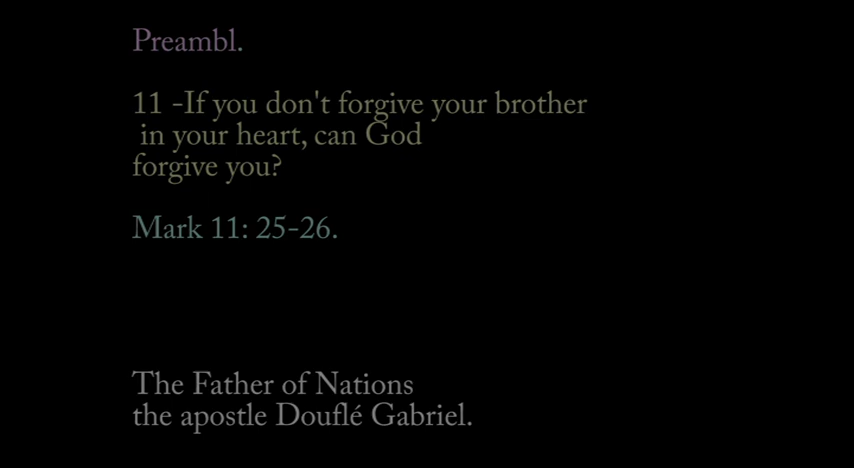 Preambl.
11 -If you don't forgive your brother
in your heart, can God
forgive you?
Mark 11: 25-26.
The Father of Nations
the apostle Douflé Gabriel.